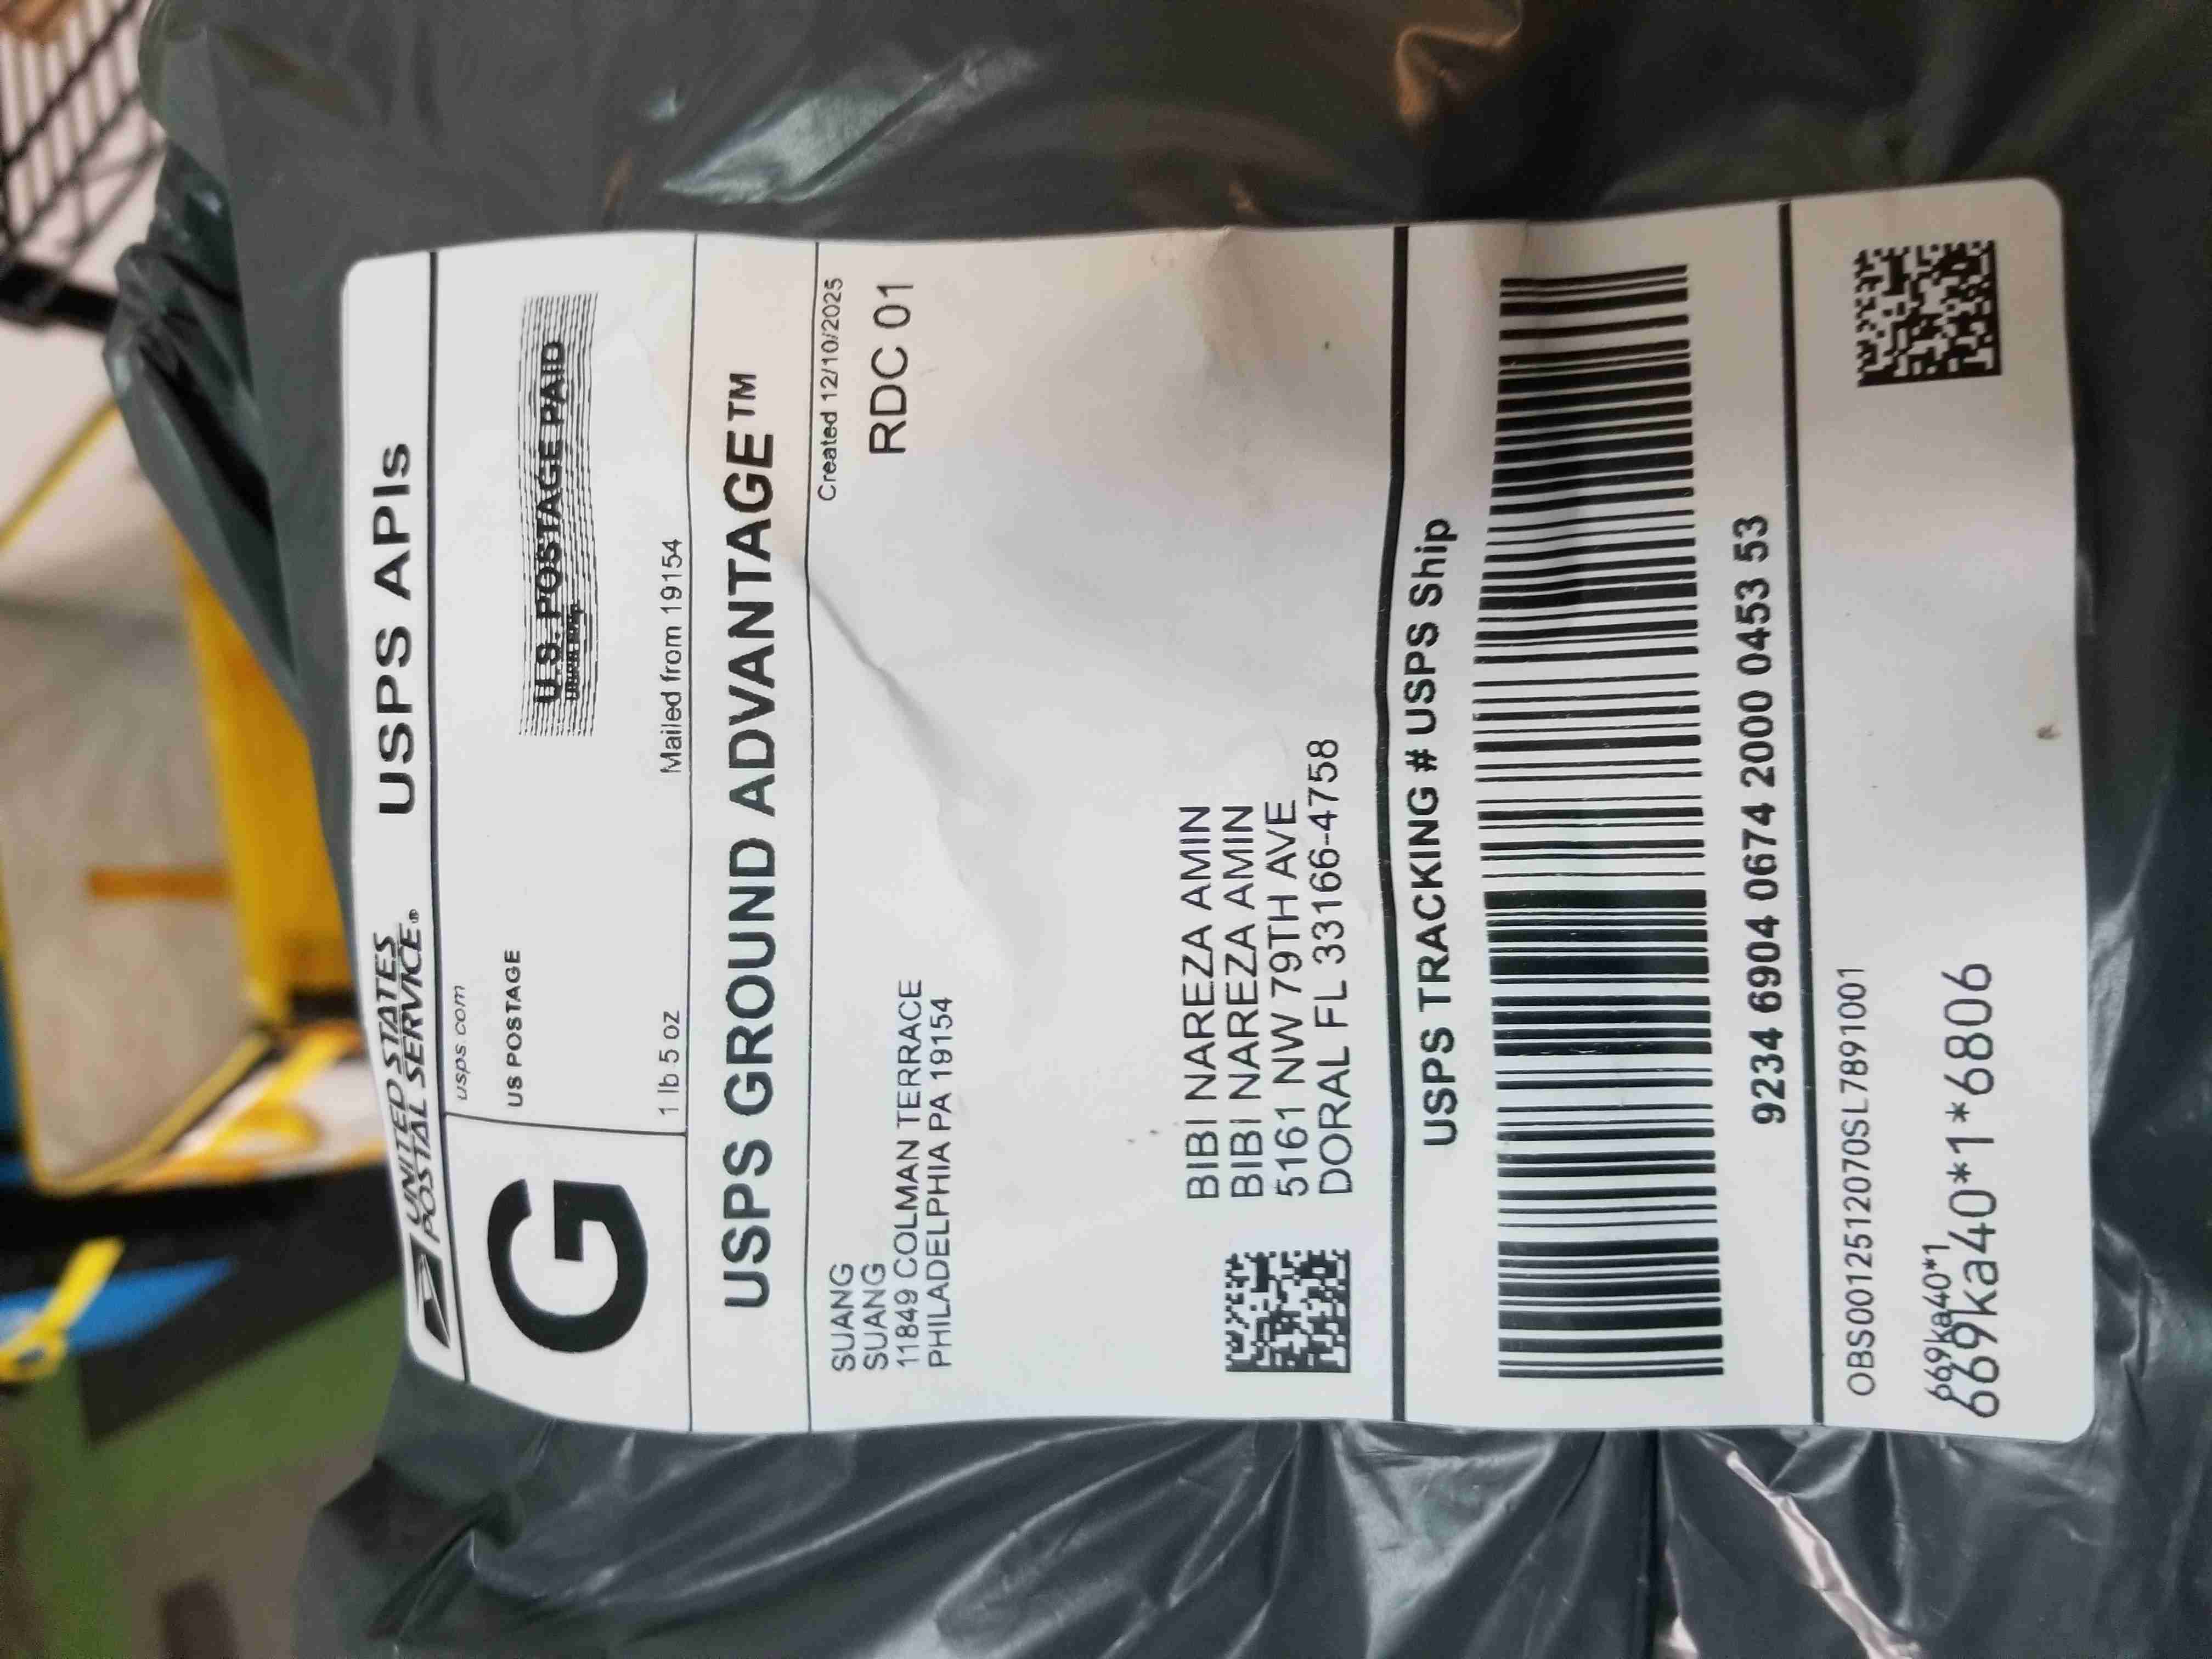 UNITED STATES
POSTAL SERVICE®
USPS APIs
G
usps.com
US POSTAGE
U.S. POSTAGE PAID
1 lb 5 oz
Mailed from 19154
USPS GROUND ADVANTAGE™
SUANG
SUANG
11849 COLMAN TERRACE
PHILADELPHIA PA 19154
Created 12/10/2025
RDC 01
BIBI NAREZA AMIN
BIBI NAREZA AMIN
5161 NW 79TH AVE
DORAL FL 33166-4758
USPS TRACKING # USPS Ship
9234 6904 0674 2000 0453 53
OBS0012512070SL7891001
669ka40*1
669ka40*1*6806